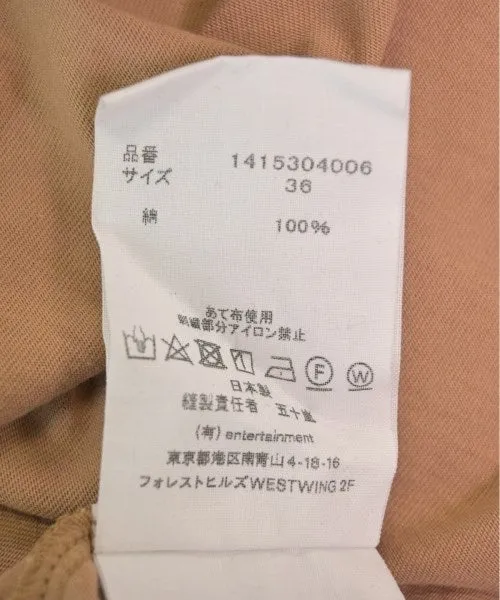 品番 1415304006
サイズ 36
綿 100%
あて布使用
部分アイロン禁止
F W
日本製
縫製責任者 五十嵐
(有) entertainment
東京都港区南青山4-18-16
フォレストヒルズWESTWING 2F